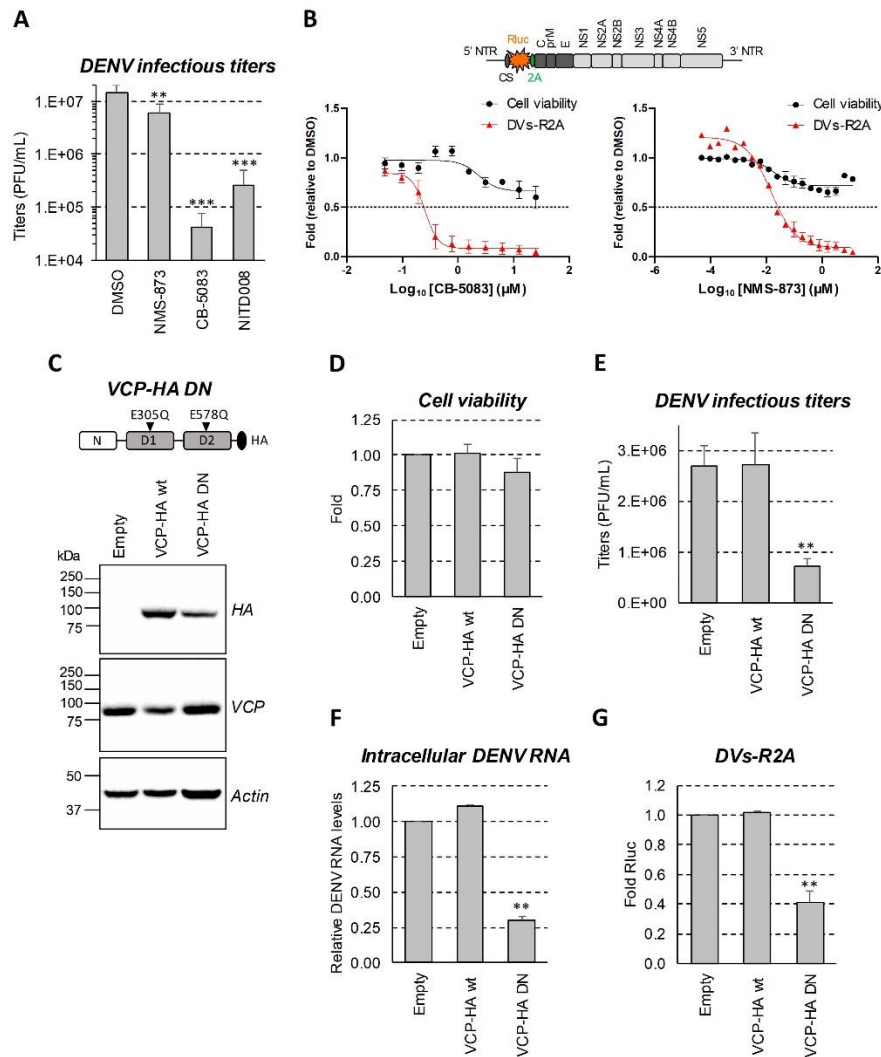 A
DENV infectious titers
Titers (PFU/mL)
1.E+07
1.E+06
1.E+05
1.E+04
**
***
***
DMSO
NMS-873
CB-5083
NITD008
B
5' NTR
Rluc
CS
2A
C
prM
E
NS1
NS2A
NS2B
NS3
NS4A
NS4B
NS5
3' NTR
Cell viability
DVs-R2A
Fold (relative to DMSO)
2.0
1.5
1.0
0.5
0.0
-2 -1 0 1 2
Log10 [CB-5083] (µM)
Cell viability
DVs-R2A
Fold (relative to DMSO)
2.0
1.5
1.0
0.5
0.0
-6 -4 -2 0 2
Log10 [NMS-873] (µM)
C
VCP-HA DN
E305Q E578Q
N D1 D2 HA
Empty
VCP-HA wt
VCP-HA DN
kDa
250
150
100
75
HA
250
150
100
75
VCP
50
37
Actin
D
Cell viability
Fold
1.25
1.00
0.75
0.50
0.25
0.00
Empty
VCP-HA wt
VCP-HA DN
E
DENV infectious titers
Titers (PFU/mL)
3.E+06
2.E+06
1.E+06
0.E+00
**
Empty
VCP-HA wt
VCP-HA DN
F
Intracellular DENV RNA
Relative DENV RNA levels
1.25
1.00
0.75
0.50
0.25
0.00
**
Empty
VCP-HA wt
VCP-HA DN
G
DVs-R2A
Fold Rluc
1.2
1.0
0.8
0.6
0.4
0.2
0.0
**
Empty
VCP-HA wt
VCP-HA DN